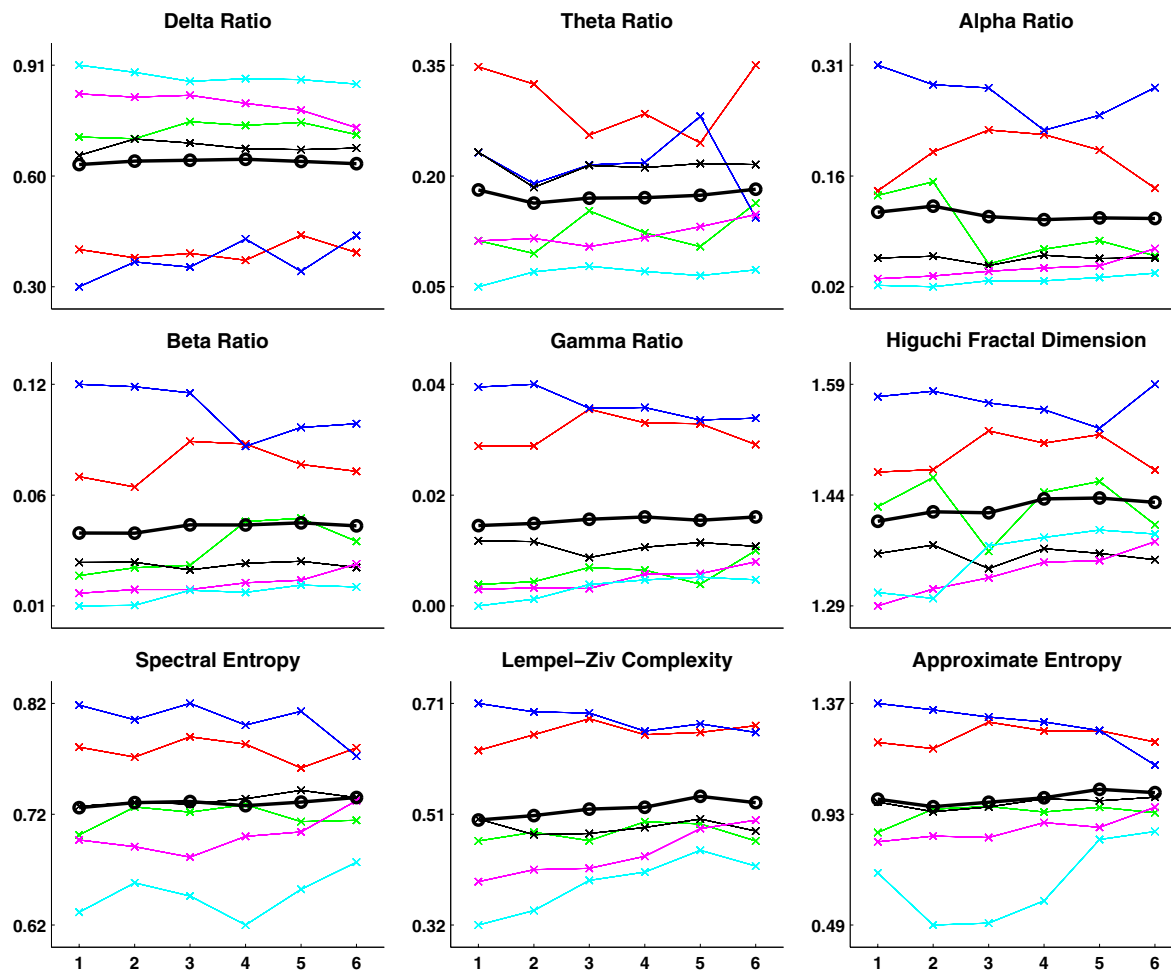 Delta Ratio
0.91
0.60
0.30
Theta Ratio
0.35
0.20
0.05
Alpha Ratio
0.31
0.16
0.02
Beta Ratio
0.12
0.06
0.01
Gamma Ratio
0.04
0.02
0.00
Higuchi Fractal Dimension
1.59
1.44
1.29
Spectral Entropy
0.82
0.72
0.62
1 2 3 4 5 6
Lempel−Ziv Complexity
0.71
0.51
0.32
1 2 3 4 5 6
Approximate Entropy
1.37
0.93
0.49
1 2 3 4 5 6